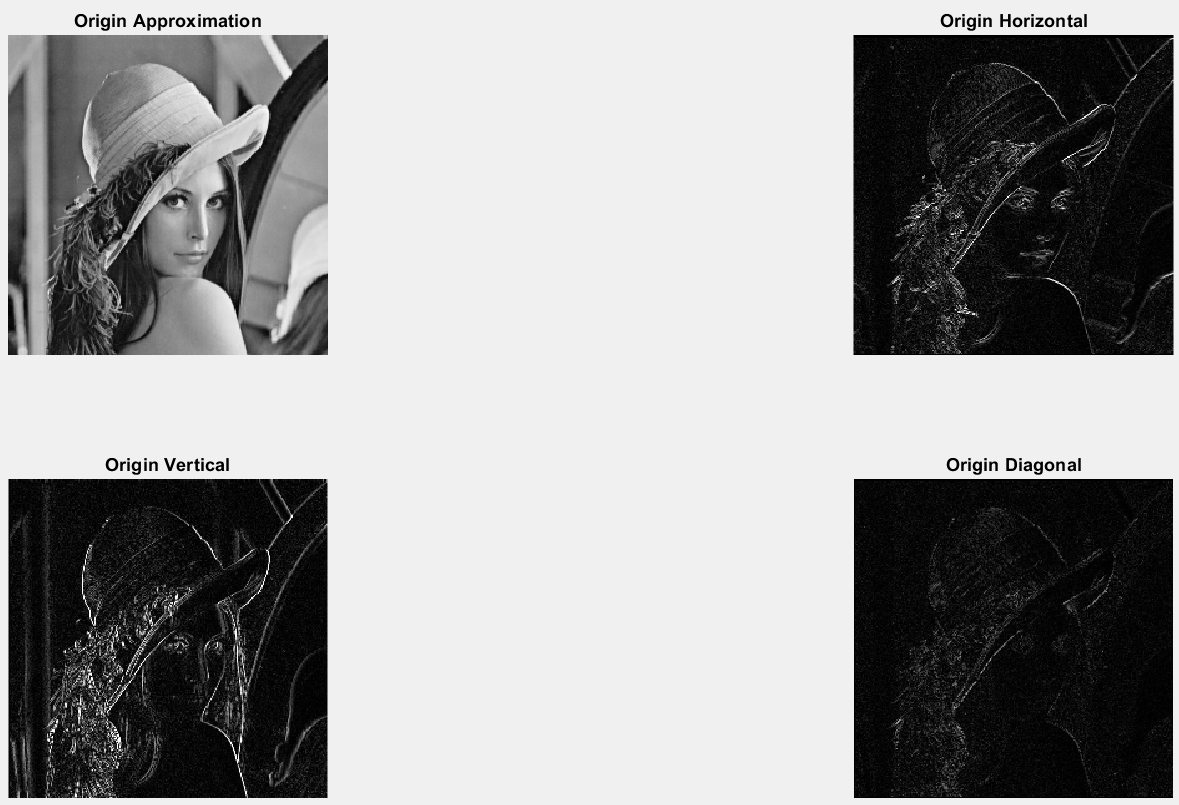 Origin Approximation
Origin Horizontal
Origin Vertical
Origin Diagonal